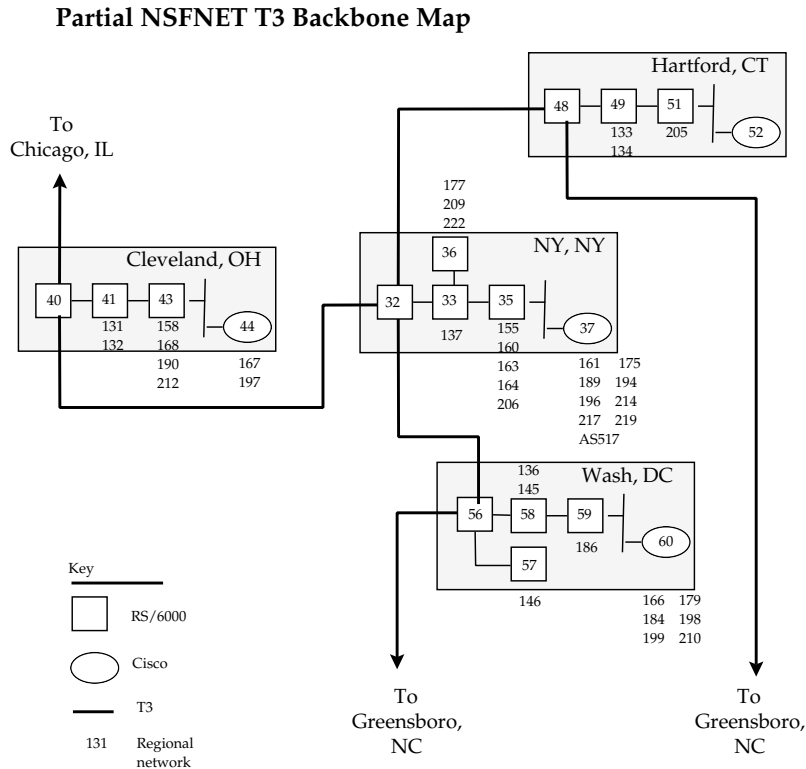 Partial NSFNET T3 Backbone Map
Hartford, CT
48
49
51
52
133
134
205
To
Chicago, IL
177
209
222
Cleveland, OH
40
41
43
44
131
132
158
168
190
212
167
197
NY, NY
36
32
33
35
37
137
155
160
163
164
206
161 175
189 194
196 214
217 219
AS517
Wash, DC
136
145
56
58
59
60
186
57
146
166 179
184 198
199 210
Key
RS/6000
Cisco
T3
131 Regional
network
To
Greensboro,
NC
To
Greensboro,
NC